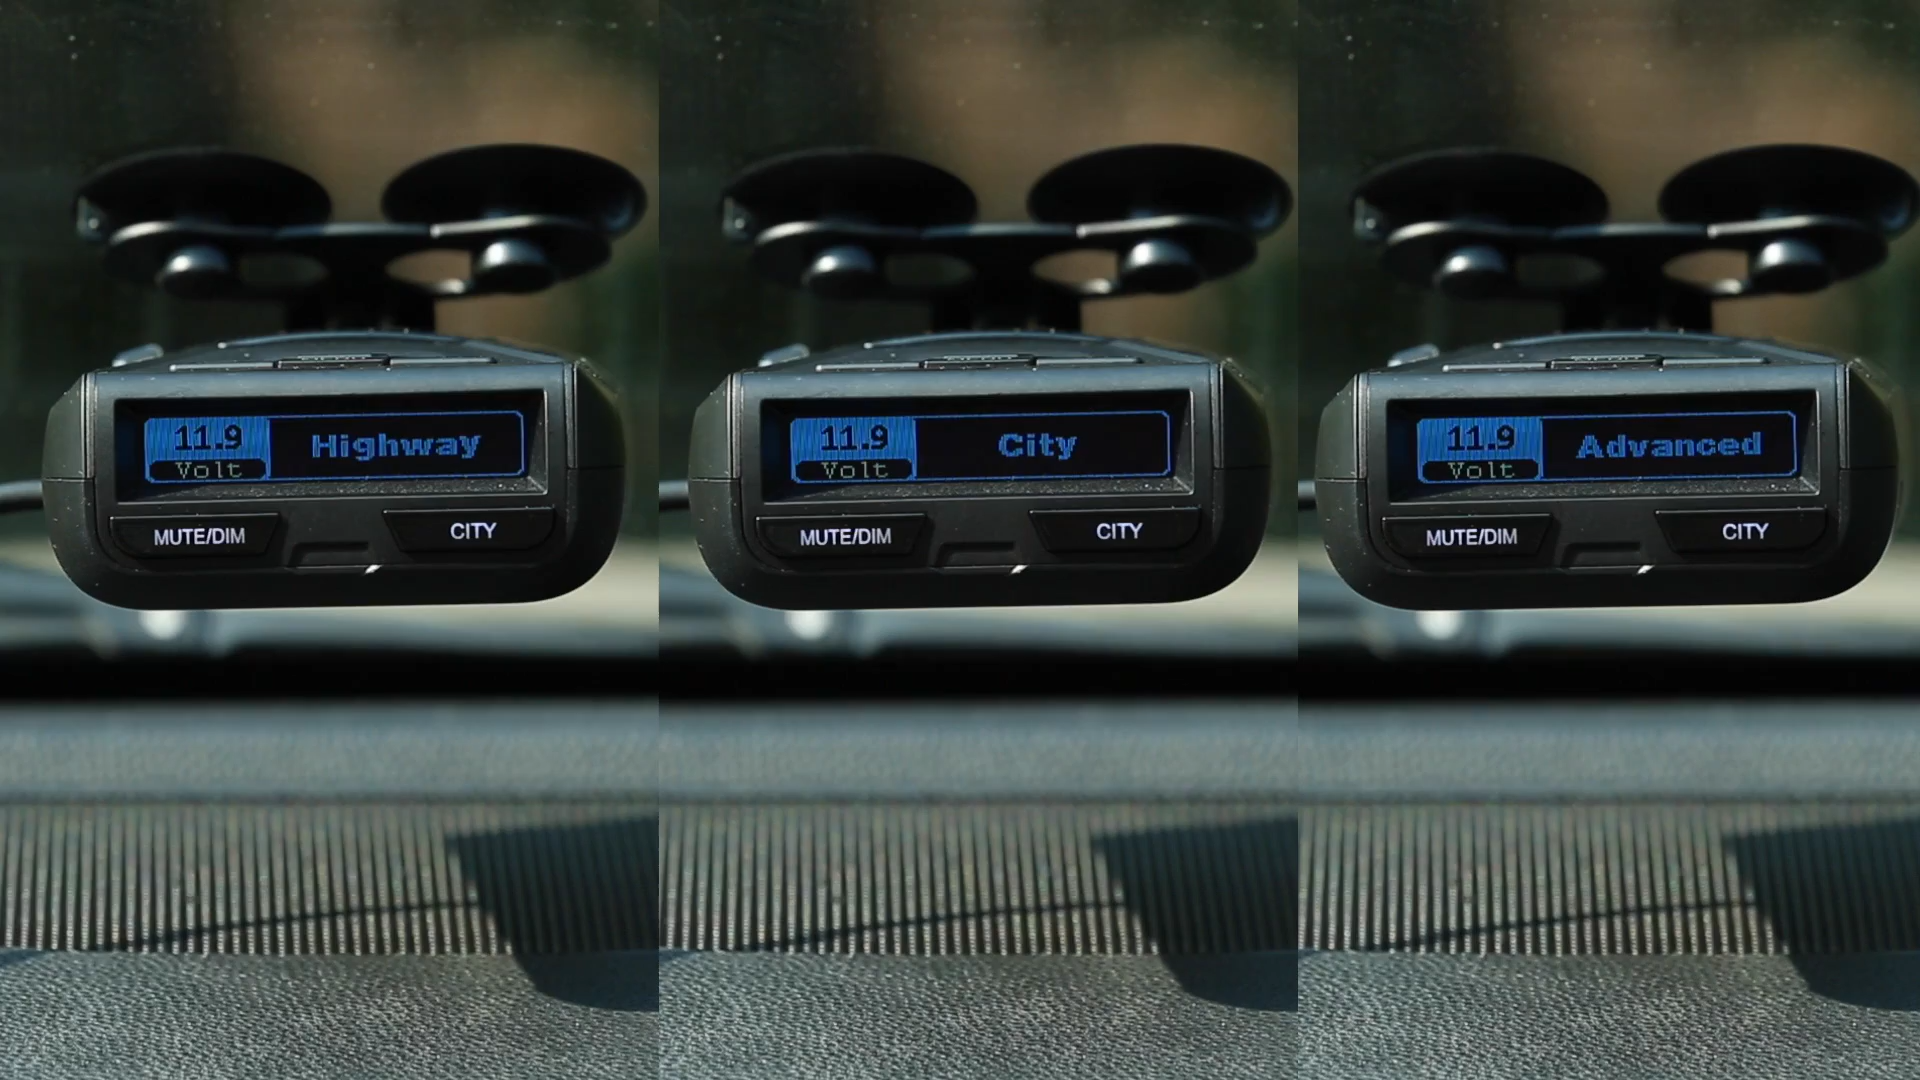 11.9
Volt
Highway
MUTE/DIM
CITY
11.9
Volt
City
MUTE/DIM
CITY
11.9
Volt
Advanced
MUTE/DIM
CITY